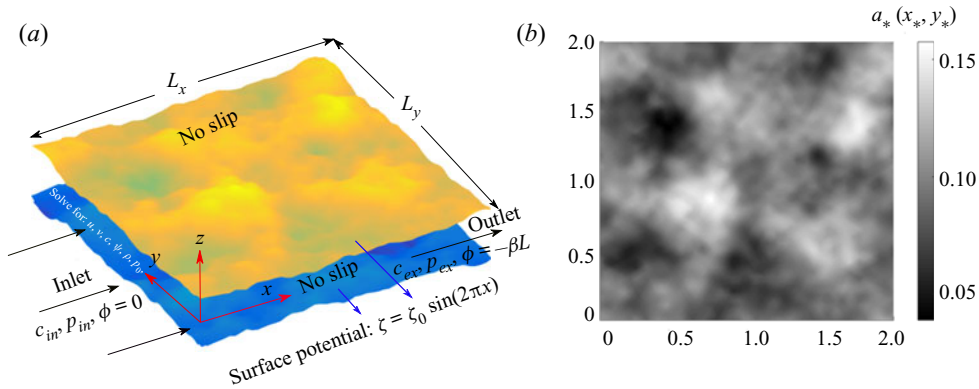 (a)
L_x
L_y
No slip
Solve for: u, v, c, ψ, p, p_0,
z
y
x
Inlet
c_in, p_in, ϕ = 0
No slip
Outlet
c_ex, p_ex, ϕ = −βL
Surface potential: ζ = ζ_0 sin(2πx)
(b)
a_* (x_*, y_*)
2.0
1.5
1.0
0.5
0
0
0.5
1.0
1.5
2.0
0.15
0.10
0.05